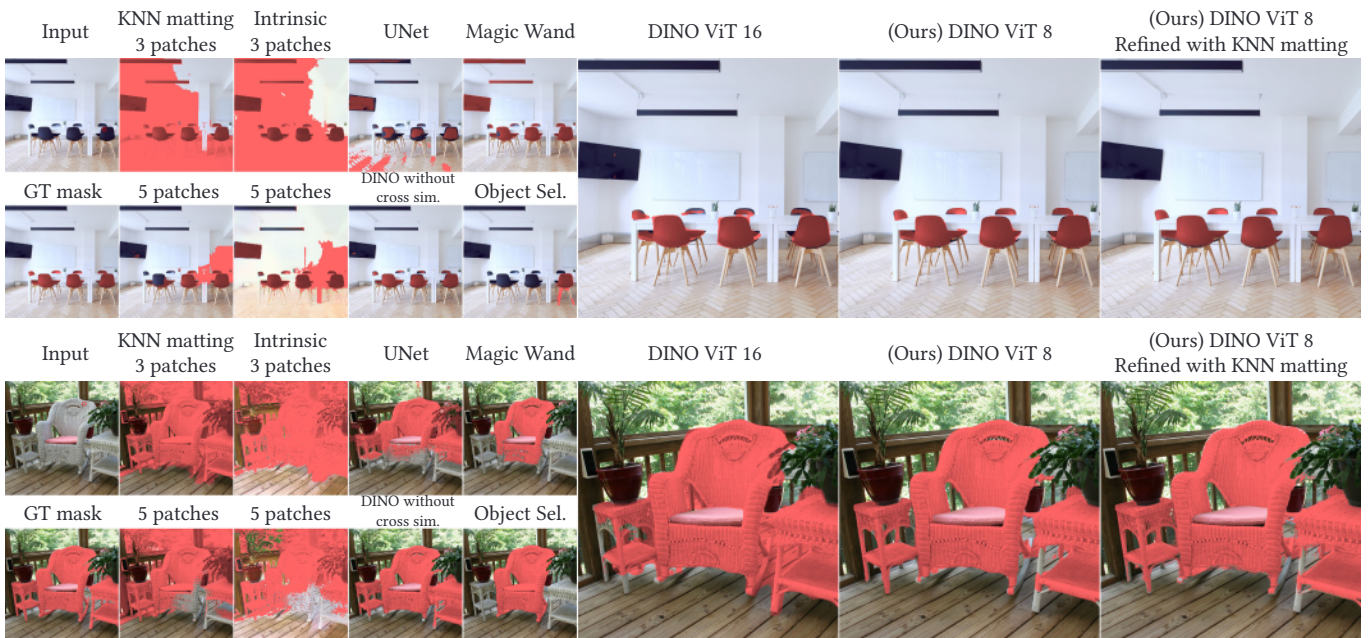 Input
KNN matting
3 patches
Intrinsic
3 patches
UNet
Magic Wand
DINO ViT 16
(Ours) DINO ViT 8
(Ours) DINO ViT 8
Refined with KNN matting
GT mask
5 patches
5 patches
DINO without
cross sim.
Object Sel.
Input
KNN matting
3 patches
Intrinsic
3 patches
UNet
Magic Wand
DINO ViT 16
(Ours) DINO ViT 8
(Ours) DINO ViT 8
Refined with KNN matting
GT mask
5 patches
5 patches
DINO without
cross sim.
Object Sel.